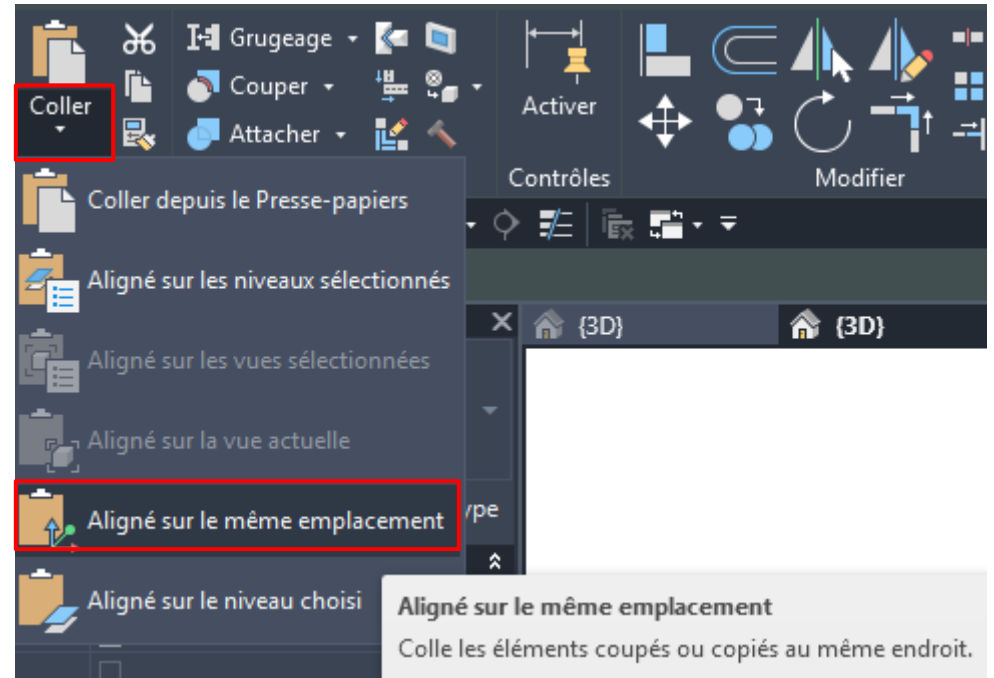 Grugeage
Couper
Attacher
Coller
Activer
Contrôles
Modifier
Coller depuis le Presse-papiers
Aligné sur les niveaux sélectionnés
Aligné sur les vues sélectionnées
Aligné sur la vue actuelle
Aligné sur le même emplacement
Aligné sur le niveau choisi
{3D}
{3D}
ype
Aligné sur le même emplacement
Colle les éléments coupés ou copiés au même endroit.